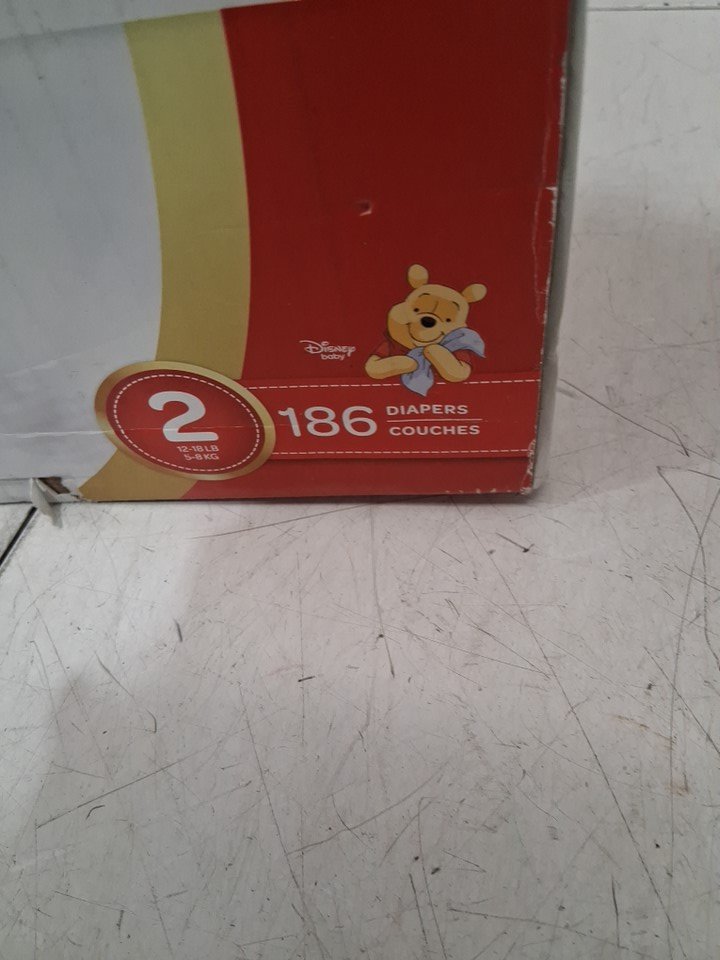 Disney
baby
2
12-18 LB
5-8 KG
186
DIAPERS
COUCHES